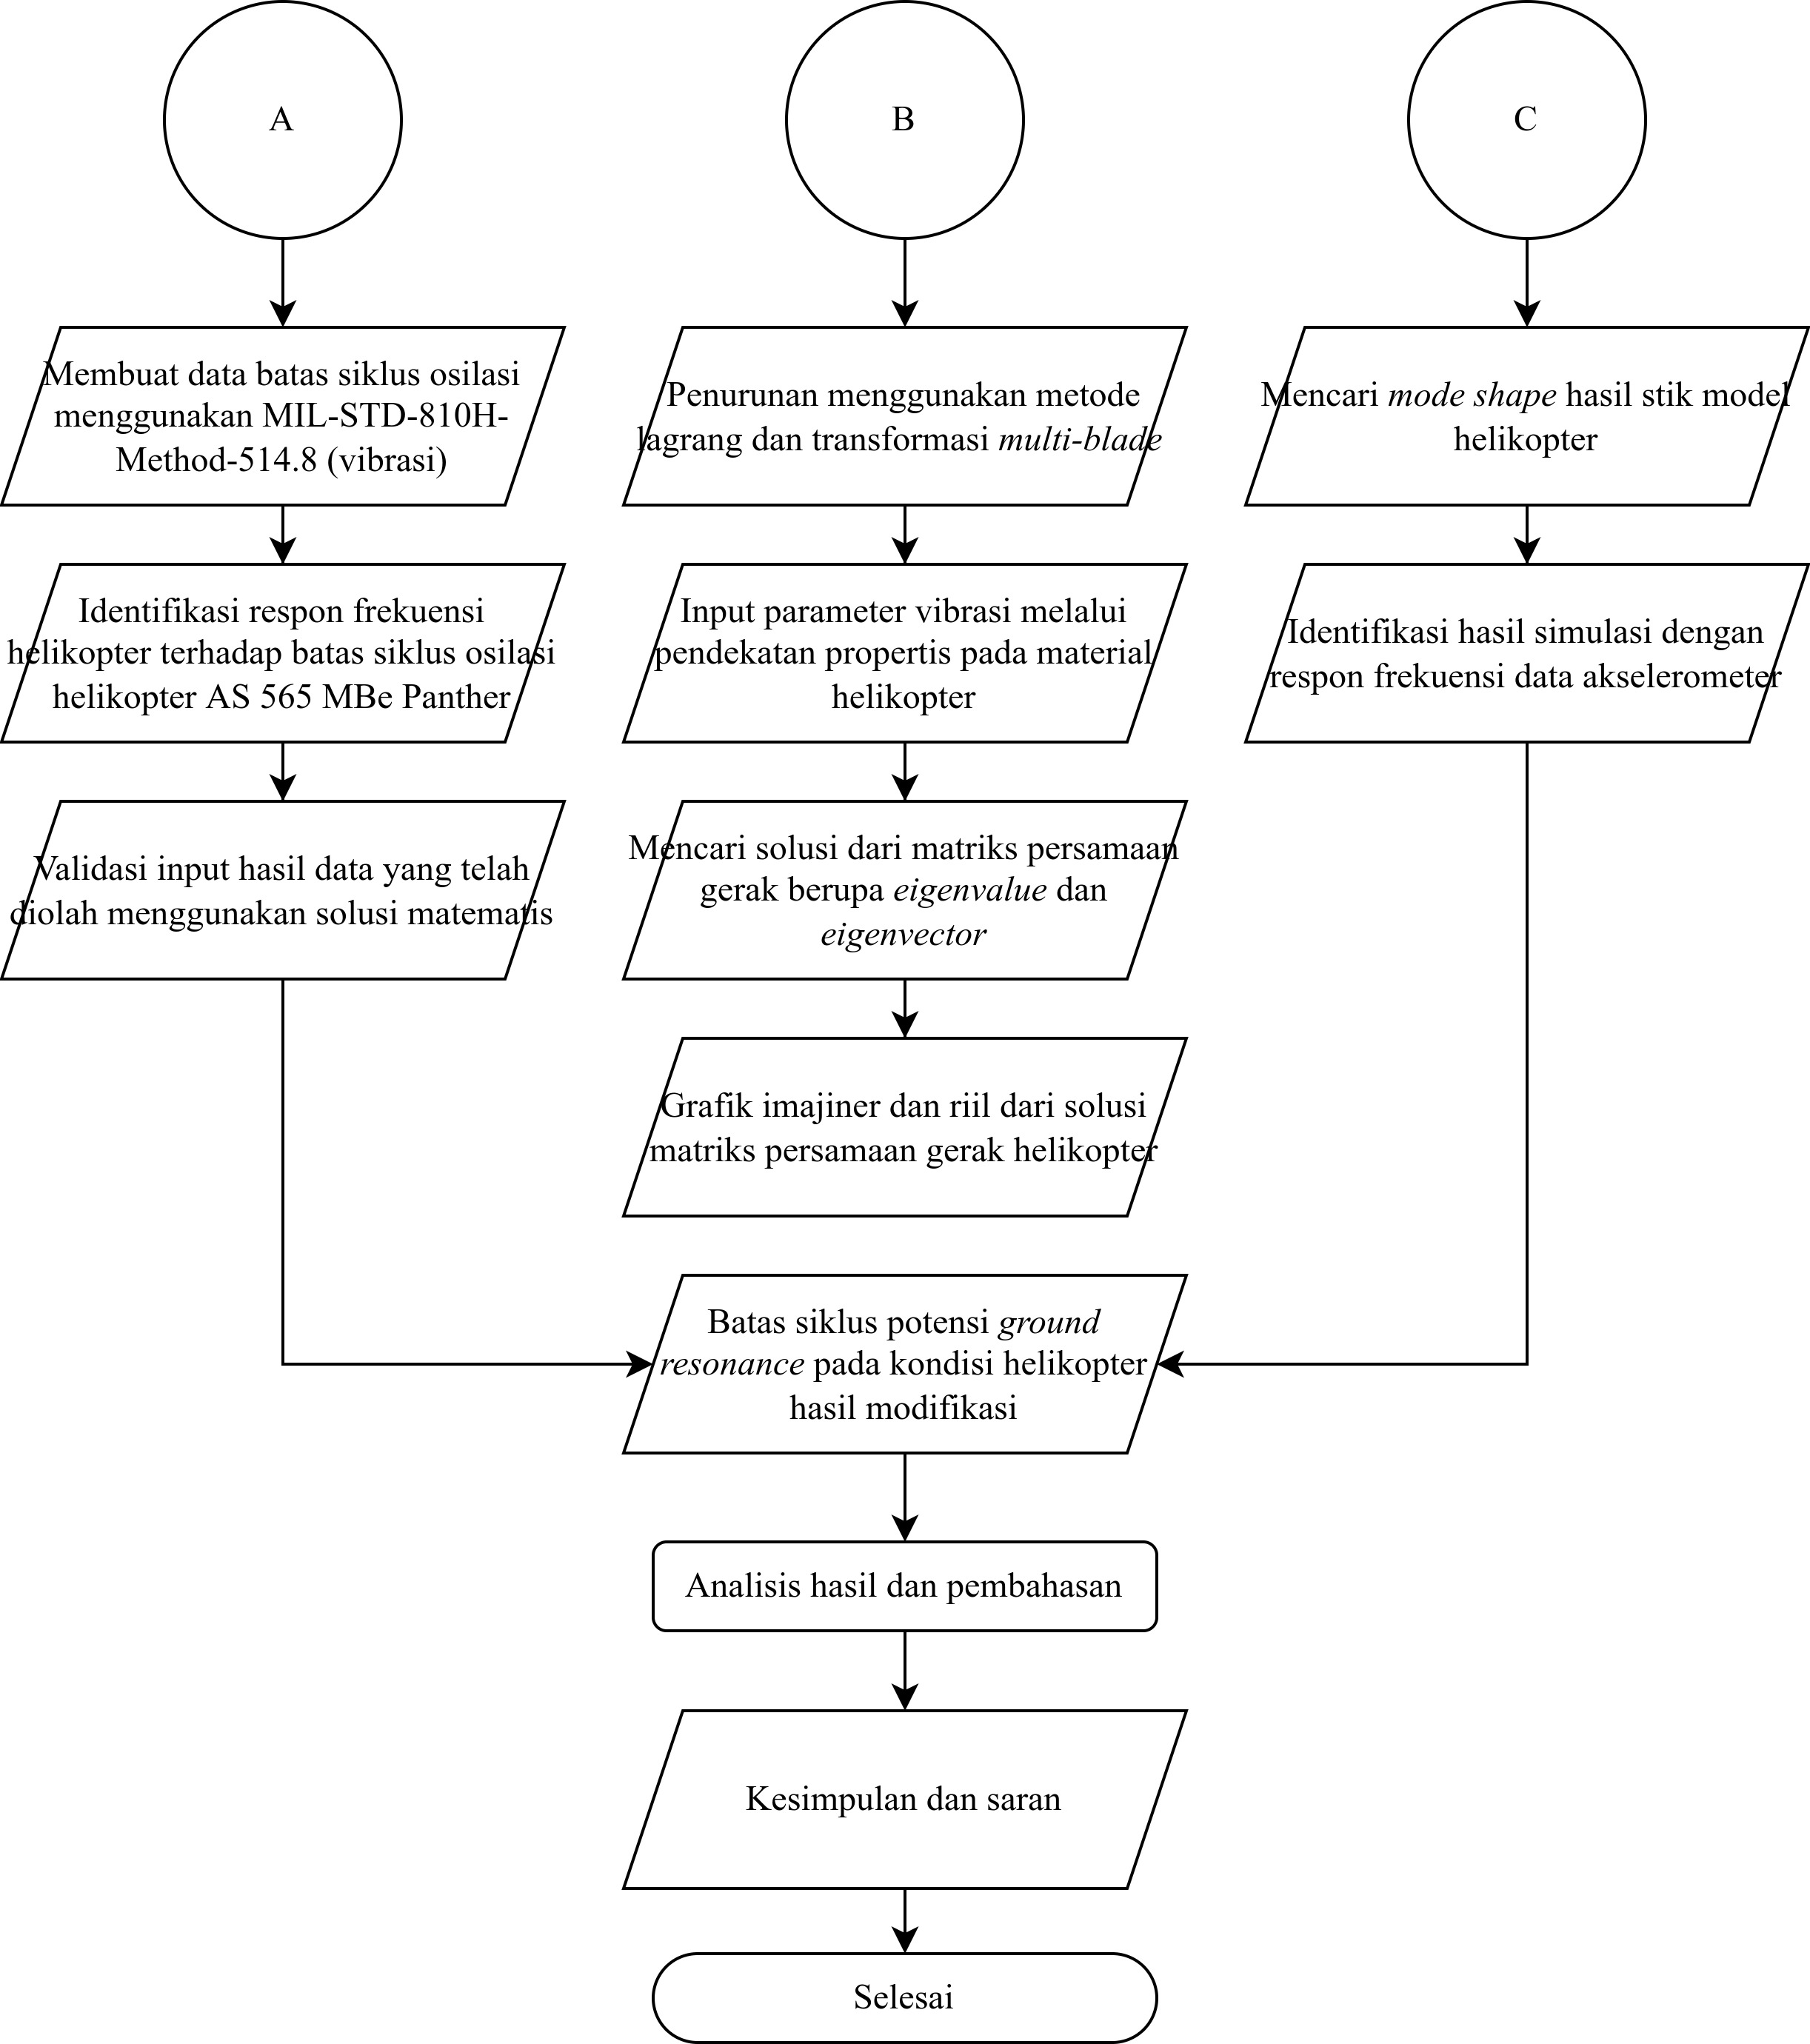 A
B
C
Membuat data batas siklus osilasi
menggunakan MIL-STD-810H-
Method-514.8 (vibrasi)
Penurunan menggunakan metode
lagrang dan transformasi multi-blade
Mencari mode shape hasil stik model
helikopter
Identifikasi respon frekuensi
helikopter terhadap batas siklus osilasi
helikopter AS 565 MBe Panther
Input parameter vibrasi melalui
pendekatan propertis pada material
helikopter
Identifikasi hasil simulasi dengan
respon frekuensi data akselerometer
Validasi input hasil data yang telah
diolah menggunakan solusi matematis
Mencari solusi dari matriks persamaan
gerak berupa eigenvalue dan
eigenvector
Grafik imajiner dan riil dari solusi
matriks persamaan gerak helikopter
Batas siklus potensi ground
resonance pada kondisi helikopter
hasil modifikasi
Analisis hasil dan pembahasan
Kesimpulan dan saran
Selesai